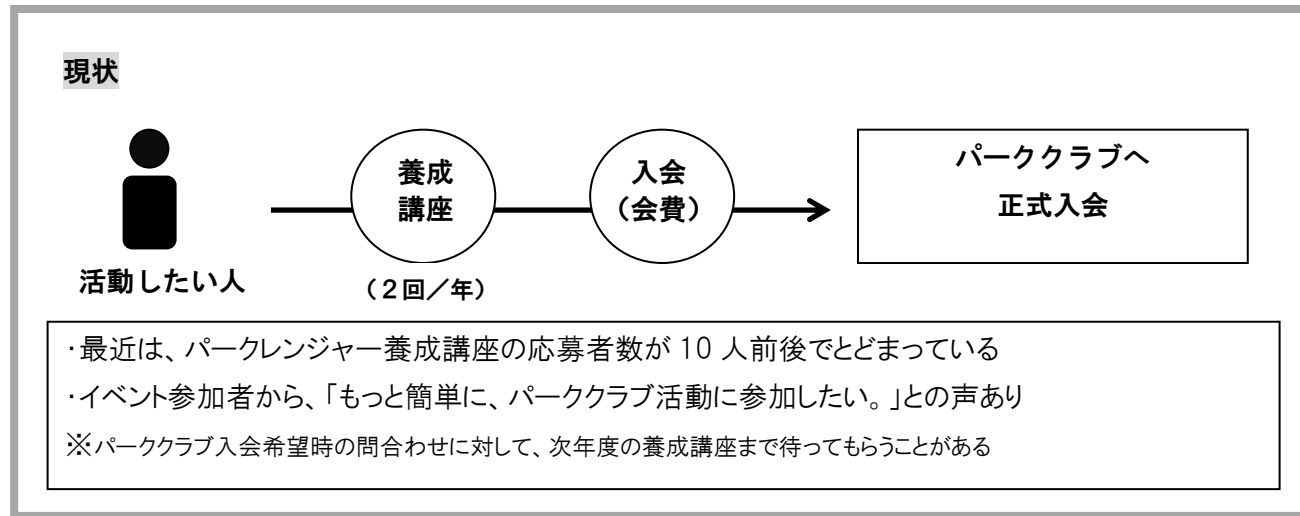 現状
養成
講座
入会
（会費）
パーククラブへ
正式入会
活動したい人
（２回／年）
・最近は、パークレンジャー養成講座の応募者数が 10 人前後でとどまっている
・イベント参加者から、「もっと簡単に、パーククラブ活動に参加したい。」との声あり
※パーククラブ入会希望時の問合わせに対して、次年度の養成講座まで待ってもらうことがある